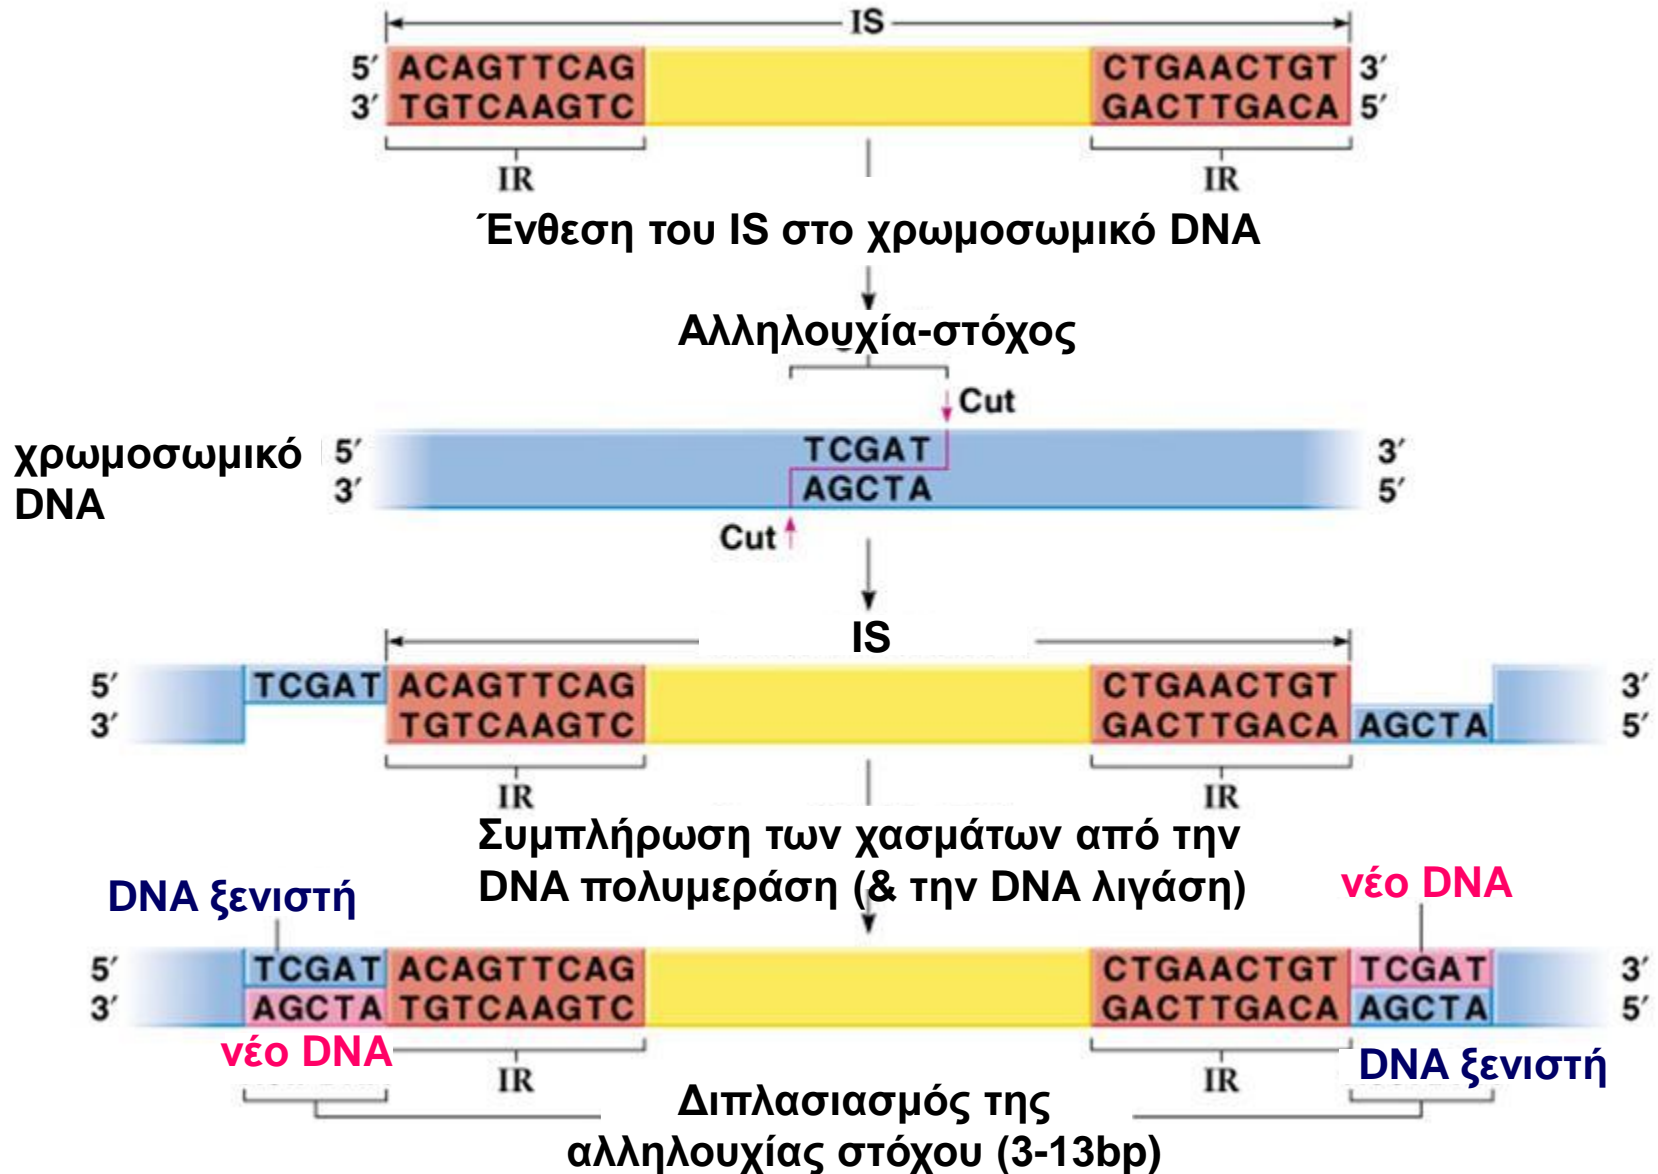 IS
5′ ACAGTTCAG CTGAACTGT 3′
3′ TGTCAAGTC GACTTGACA 5′
IR IR
Ένθεση του IS στο χρωμοσωμικό DNA
Αλληλουχία-στόχος
Cut
χρωμοσωμικό
DNA
5′ TCGAT 3′
3′ AGCTA 5′
Cut
IS
5′ TCGAT ACAGTTCAG CTGAACTGT 3′
3′ TGTCAAGTC GACTTGACA AGCTA 5′
IR IR
Συμπλήρωση των χασμάτων από την
DNA πολυμεράση (& την DNA λιγάση)
DNA ξενιστή
νέο DNA
5′ TCGAT ACAGTTCAG CTGAACTGT TCGAT 3′
3′ AGCTA TGTCAAGTC GACTTGACA AGCTA 5′
νέο DNA
IR IR
DNA ξενιστή
Διπλασιασμός της
αλληλουχίας στόχου (3-13bp)